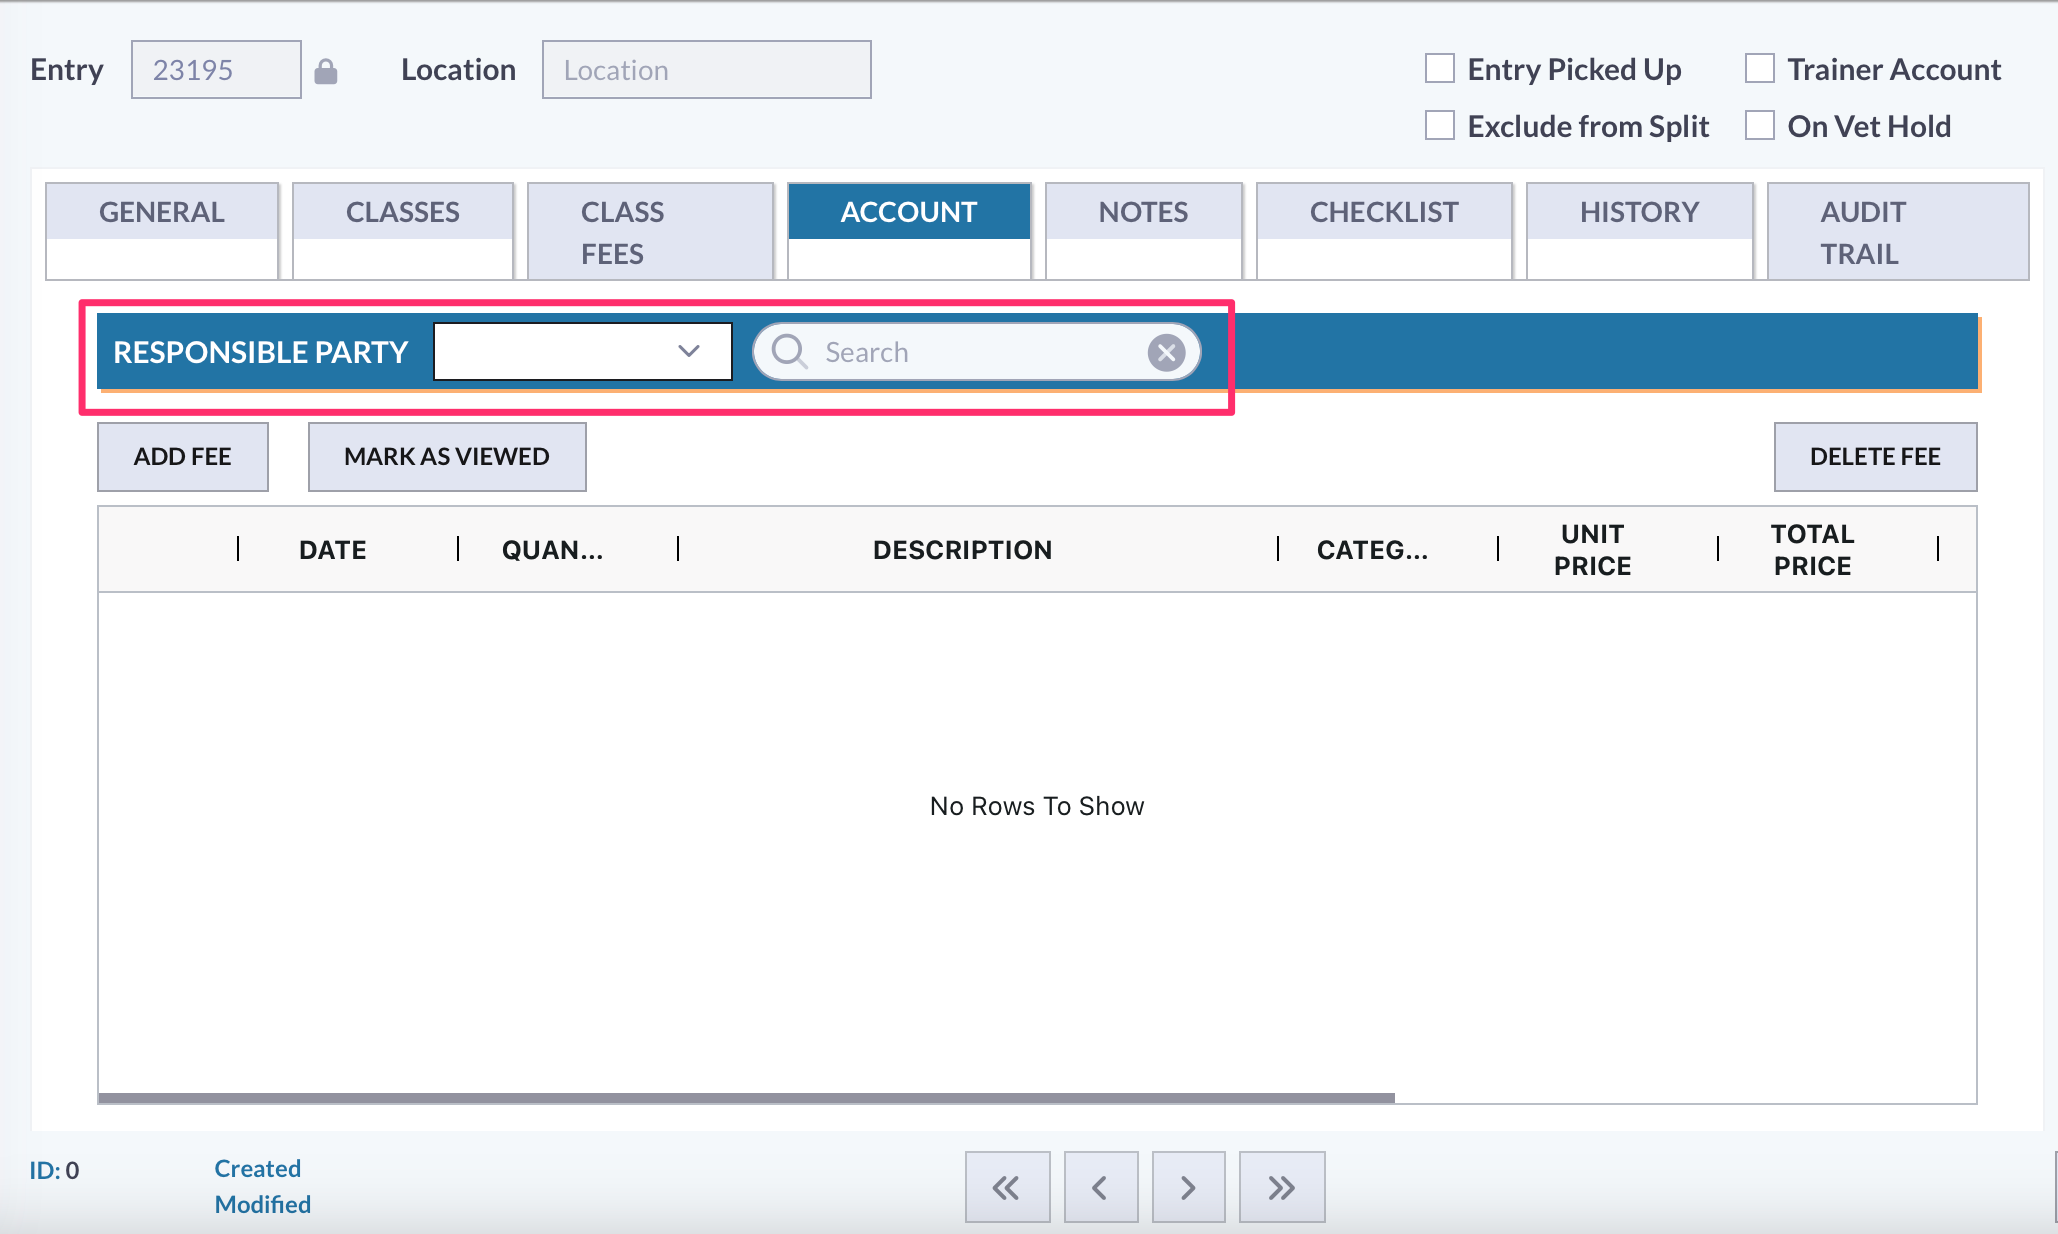 Entry 23195 Location Location
Entry Picked Up Trainer Account
Exclude from Split On Vet Hold
GENERAL CLASSES CLASS FEES ACCOUNT NOTES CHECKLIST HISTORY AUDIT TRAIL
RESPONSIBLE PARTY Search
ADD FEE MARK AS VIEWED DELETE FEE
DATE QUAN... DESCRIPTION CATEG... UNIT PRICE TOTAL PRICE
No Rows To Show
ID: 0 Created
Modified